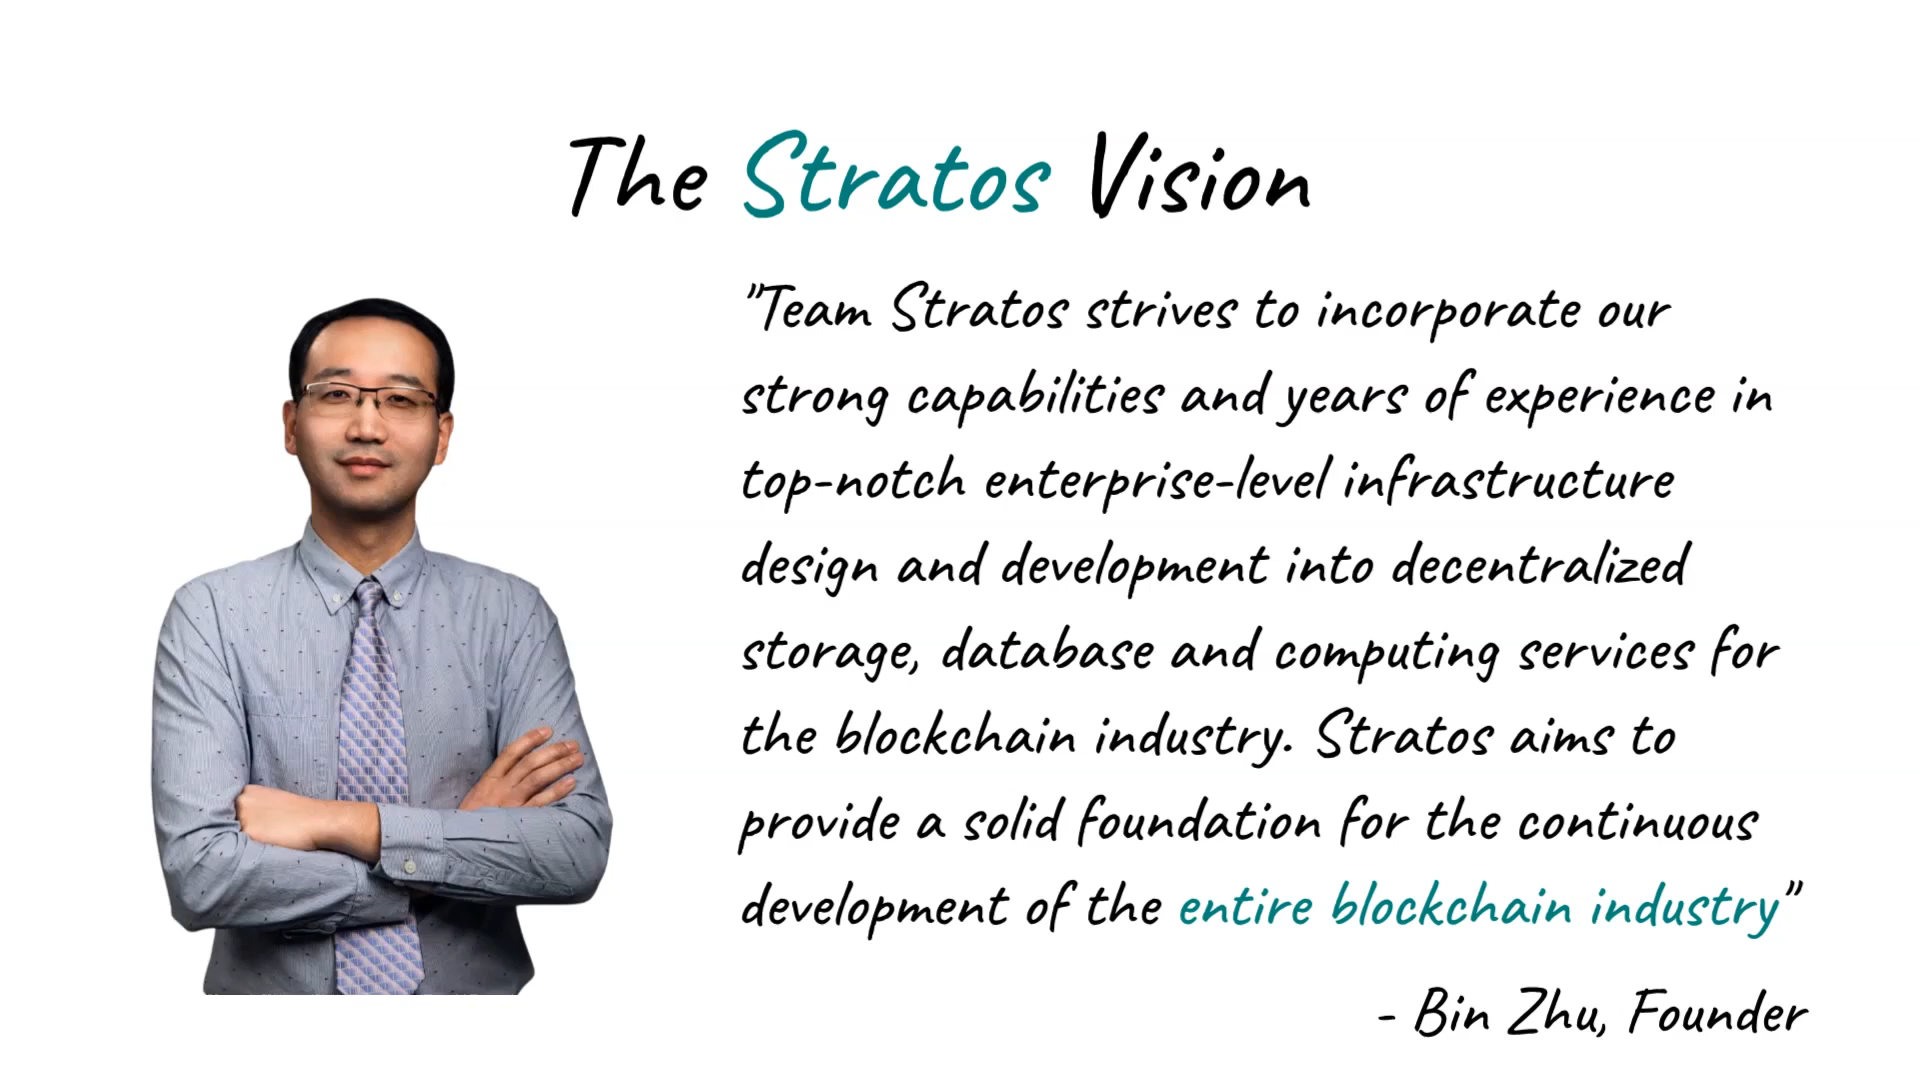 The Stratos Vision
"Team Stratos strives to incorporate our
strong capabilities and years of experience in
top-notch enterprise-level infrastructure
design and development into decentralized
storage, database and computing services for
the blockchain industry. Stratos aims to
provide a solid foundation for the continuous
development of the entire blockchain industry"
- Bin Zhu, Founder